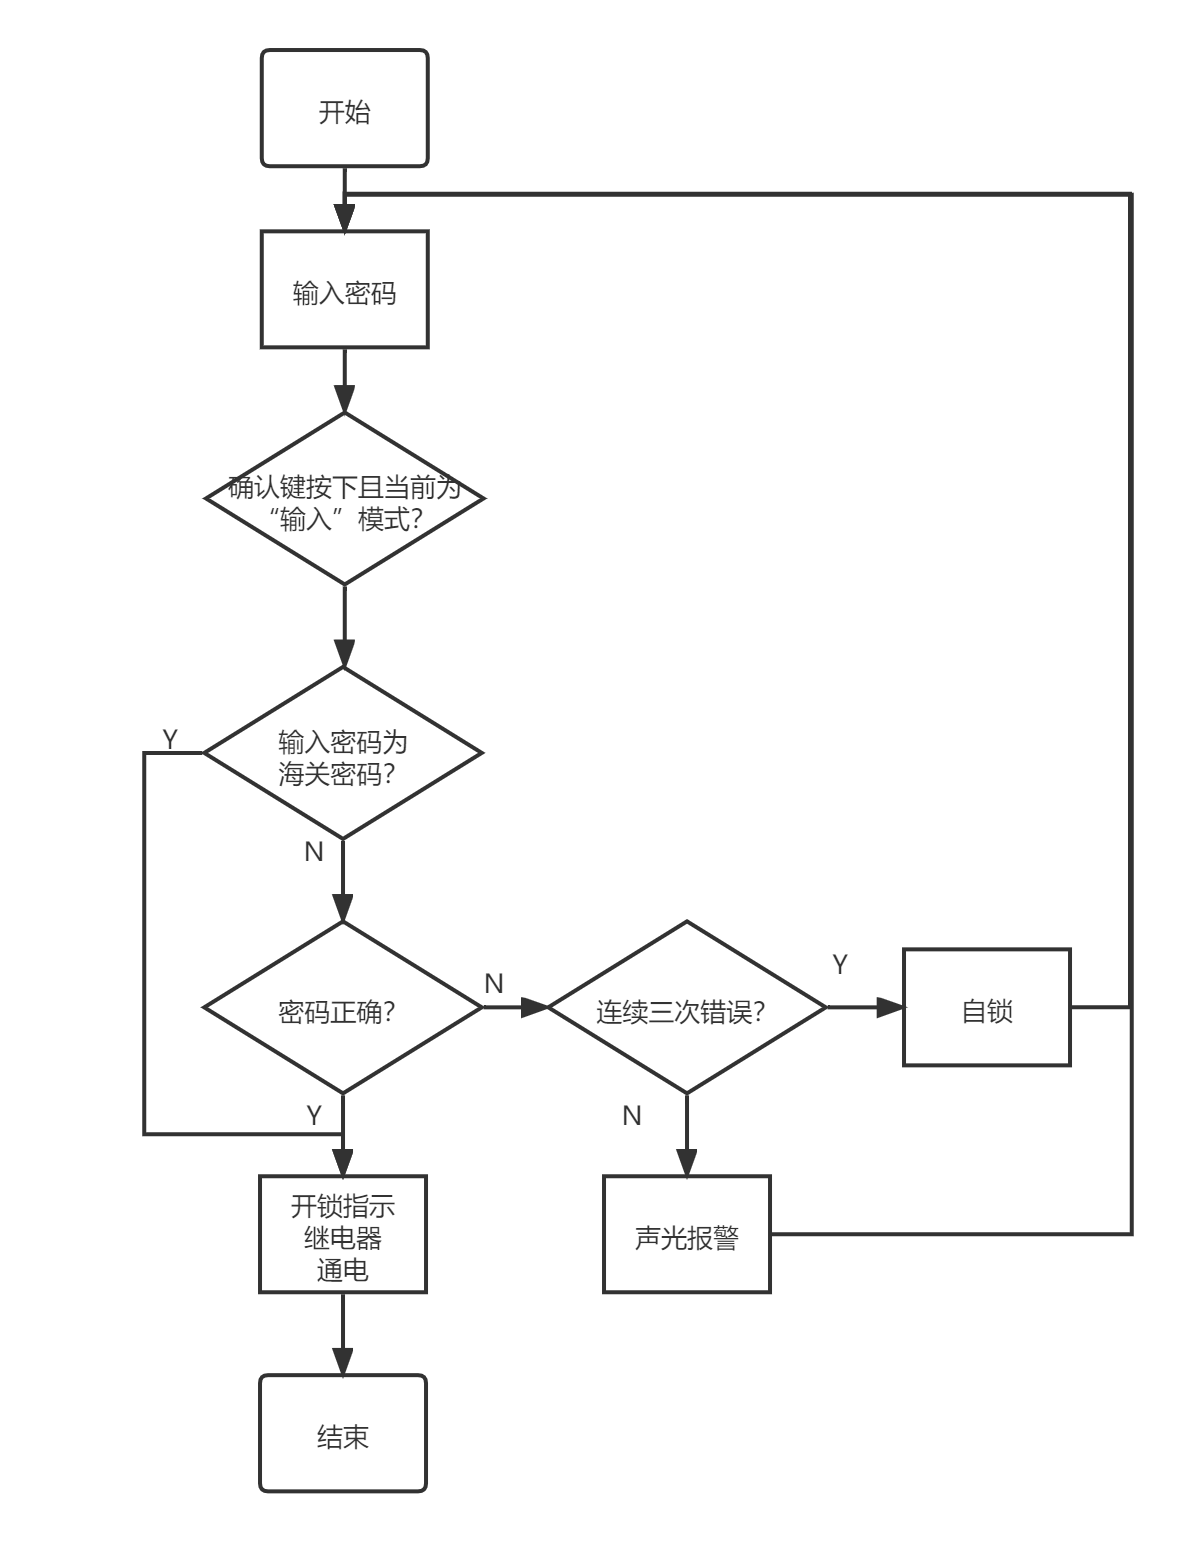 开始
输入密码
确认键按下且当前为
“输入”模式？
输入密码为
海关密码？
Y
N
密码正确？
N
连续三次错误？
Y
自锁
Y
N
开锁指示
继电器
通电
声光报警
结束